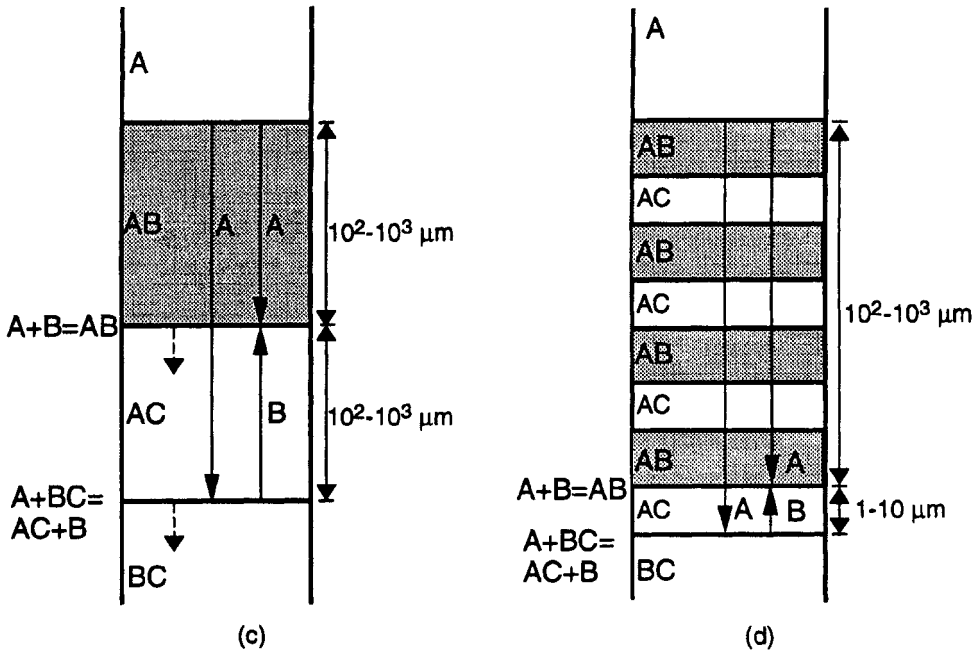 A
AB
A
A
10²-10³ µm
A+B=AB
AC
B
10²-10³ µm
A+BC=
AC+B
BC
(c)
A
AB
AC
AB
AC
AB
AC
AB
A
10²-10³ µm
A+B=AB
AC
A
B
1-10 µm
A+BC=
AC+B
BC
(d)